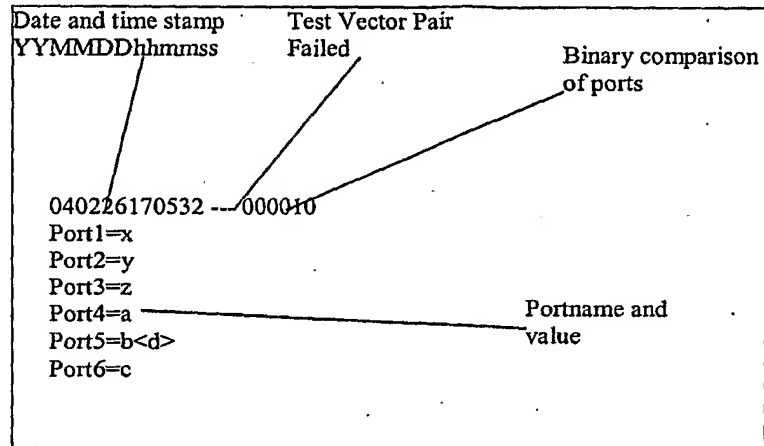 Date and time stamp
YYMMDDhhmmss
Test Vector Pair
Failed
Binary comparison
of ports
040226170532 ---000010
Port1=x
Port2=y
Port3=z
Port4=a
Port5=b<d>
Port6=c
Portname and
value